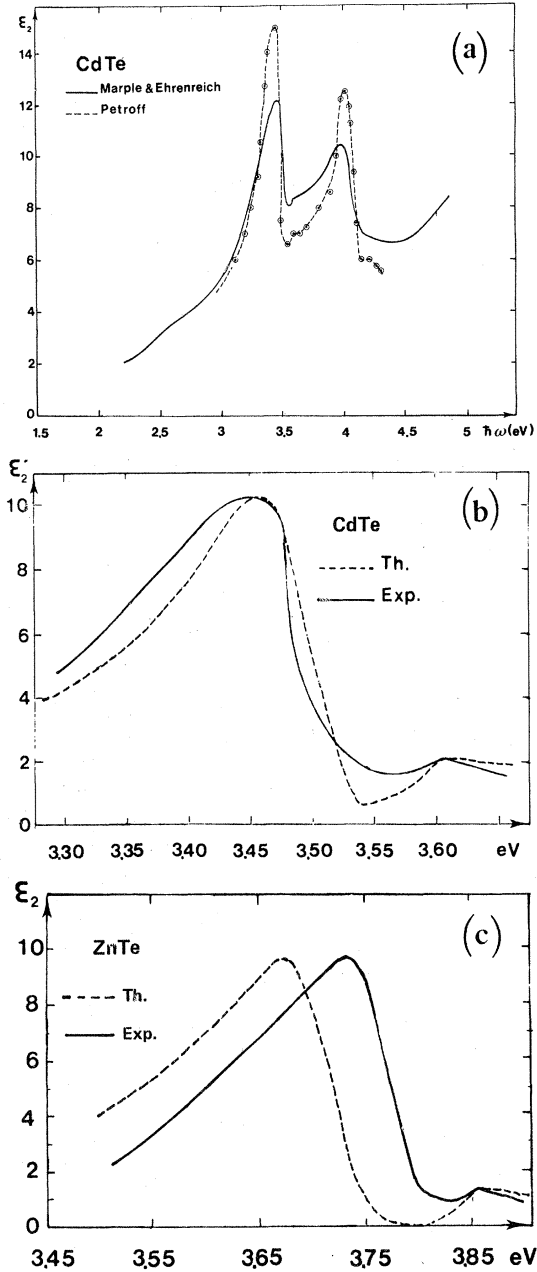 ε₂
(a)
CdTe
Marple & Ehrenreich
Petroff
14
12
10
8
6
4
2
0
1.5 2 2.5 3 3.5 4 4.5 5 ħω(eV)
ε₂
(b)
CdTe
Th.
Exp.
10
8
6
4
2
0
3.30 3.35 3.40 3.45 3.50 3.55 3.60 eV
ε₂
(c)
ZnTe
Th.
Exp.
10
8
6
4
2
0
3.45 3.55 3.65 3.75 3.85 eV